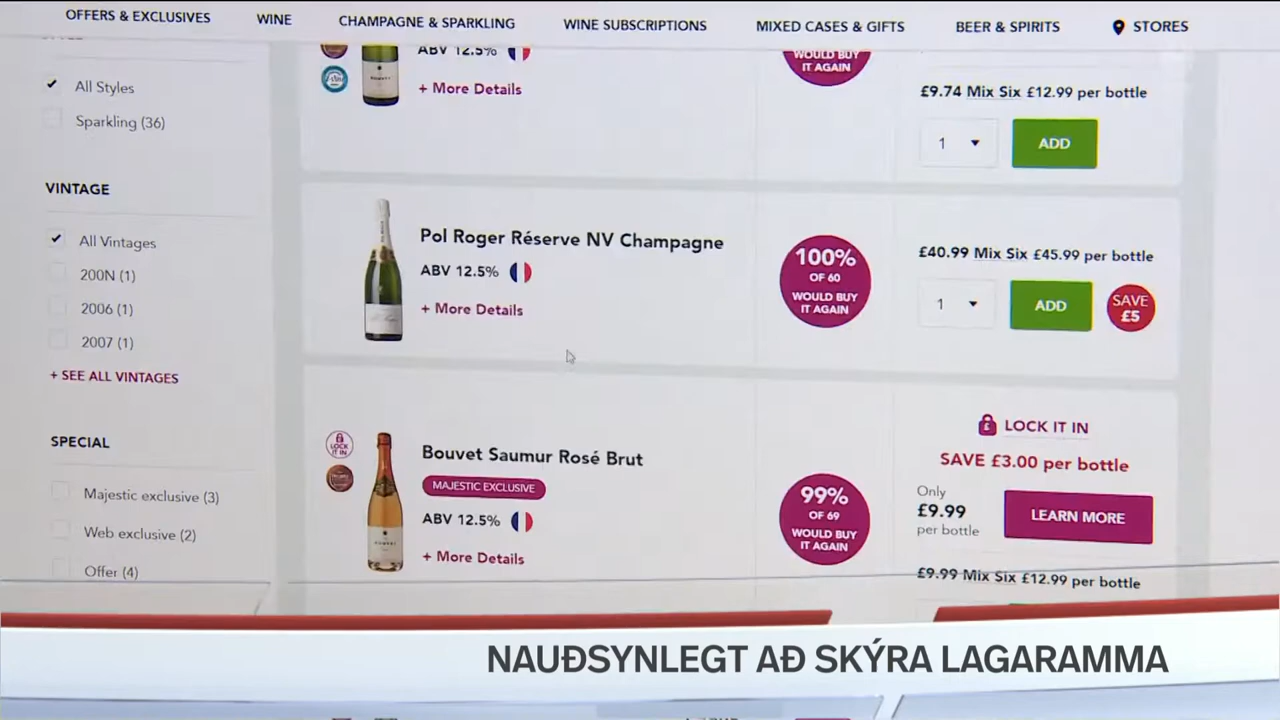 OFFERS & EXCLUSIVES
WINE
CHAMPAGNE & SPARKLING
WINE SUBSCRIPTIONS
MIXED CASES & GIFTS
BEER & SPIRITS
STORES
All Styles
Sparkling (36)
VINTAGE
All Vintages
200N (1)
2006 (1)
2007 (1)
+ SEE ALL VINTAGES
SPECIAL
Majestic exclusive (3)
Web exclusive (2)
Offer (4)
ABV 12.5%
+ More Details
WOULD BUY
IT AGAIN
£9.74 Mix Six £12.99 per bottle
1
ADD
Pol Roger Réserve NV Champagne
ABV 12.5%
+ More Details
100%
OF 60
WOULD BUY
IT AGAIN
£40.99 Mix Six £45.99 per bottle
1
ADD
SAVE
£5
LOCK
IT IN
Bouvet Saumur Rosé Brut
MAJESTIC EXCLUSIVE
ABV 12.5%
+ More Details
99%
OF 69
WOULD BUY
IT AGAIN
LOCK IT IN
SAVE £3.00 per bottle
Only
£9.99
per bottle
LEARN MORE
£9.99 Mix Six £12.99 per bottle
NAUÐSYNLEGT AÐ SKÝRA LAGARAMMA